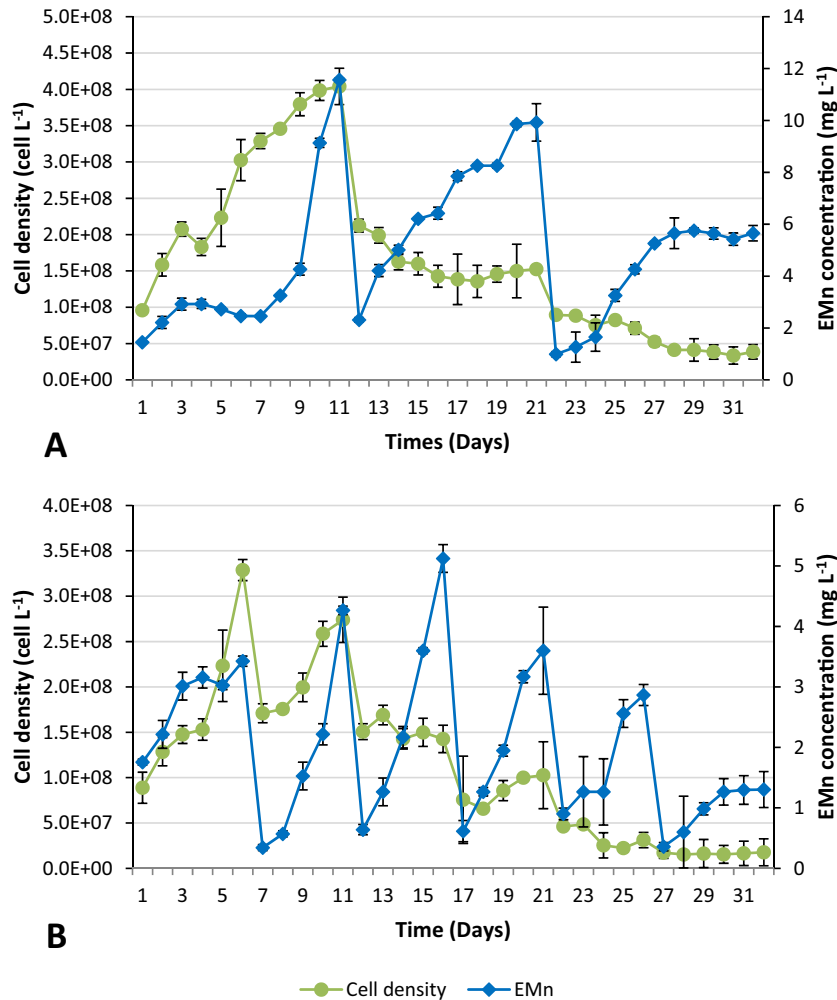 5.0E+08
4.5E+08
4.0E+08
3.5E+08
3.0E+08
2.5E+08
2.0E+08
1.5E+08
1.0E+08
5.0E+07
0.0E+00
Cell density (cell L-1)
14
12
10
8
6
4
2
0
EMn concentration (mg L-1)
1 3 5 7 9 11 13 15 17 19 21 23 25 27 29 31
Times (Days)
A
4.0E+08
3.5E+08
3.0E+08
2.5E+08
2.0E+08
1.5E+08
1.0E+08
5.0E+07
0.0E+00
Cell density (cell L-1)
6
5
4
3
2
1
0
EMn concentration (mg L-1)
1 3 5 7 9 11 13 15 17 19 21 23 25 27 29 31
Time (Days)
B
Cell density EMn